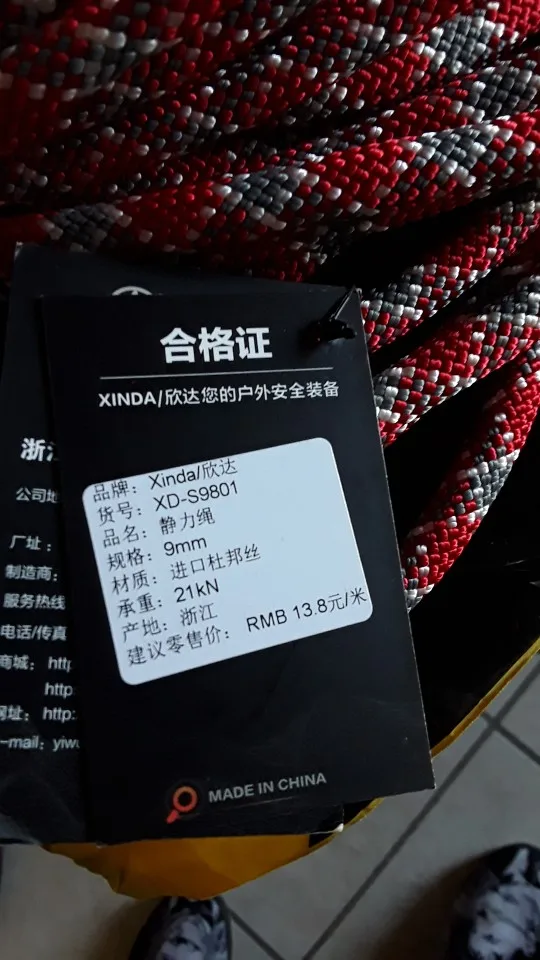 合格证
XINDA/欣达您的户外安全装备
品牌: Xinda/欣达
货号: XD-S9801
品名: 静力绳
规格: 9mm
材质: 进口杜邦丝
承重: 21kN
产地: 浙江
建议零售价: RMB 13.8元/米
MADE IN CHINA
浙江
公司地
厂址:
制造商:
服务热线
电话/传真
商城: http
http:
网址: http:
-mail: yiwu